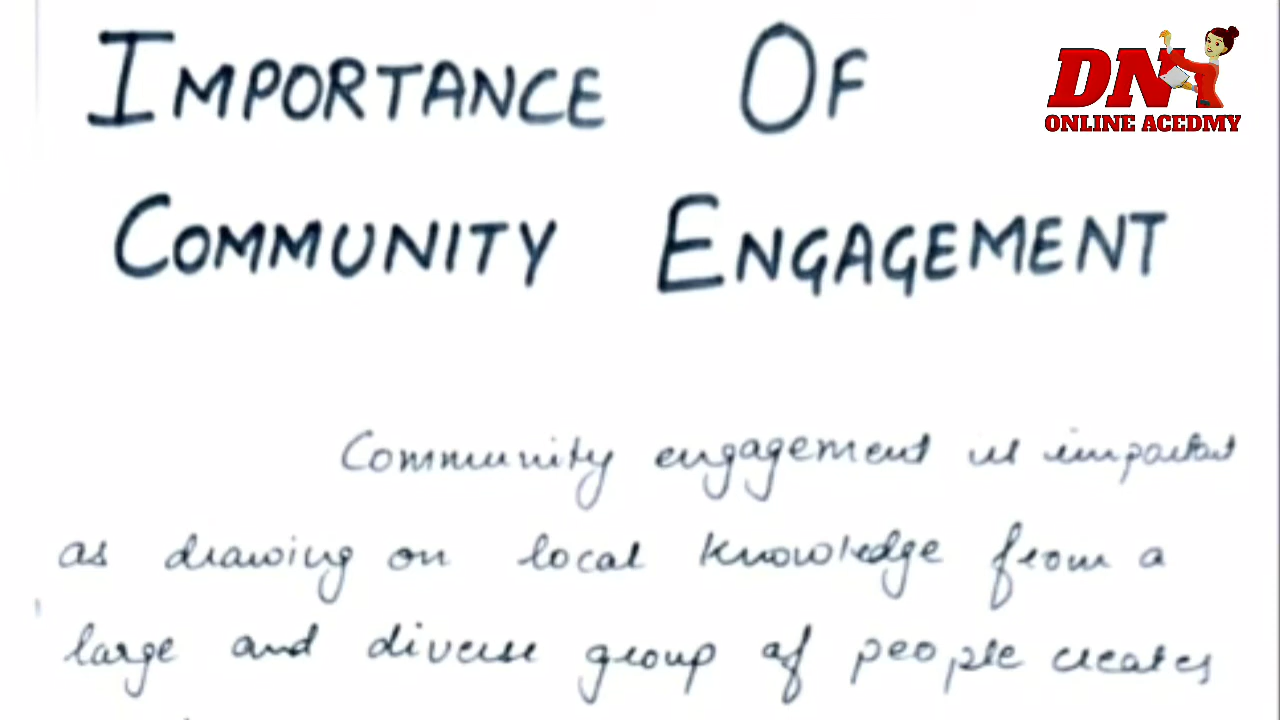 IMPORTANCE OF
DN
ONLINE ACEDMY
COMMUNITY ENGAGEMENT
Community engagement is important
as drawing on local knowledge from a
large and diverse group of people creates